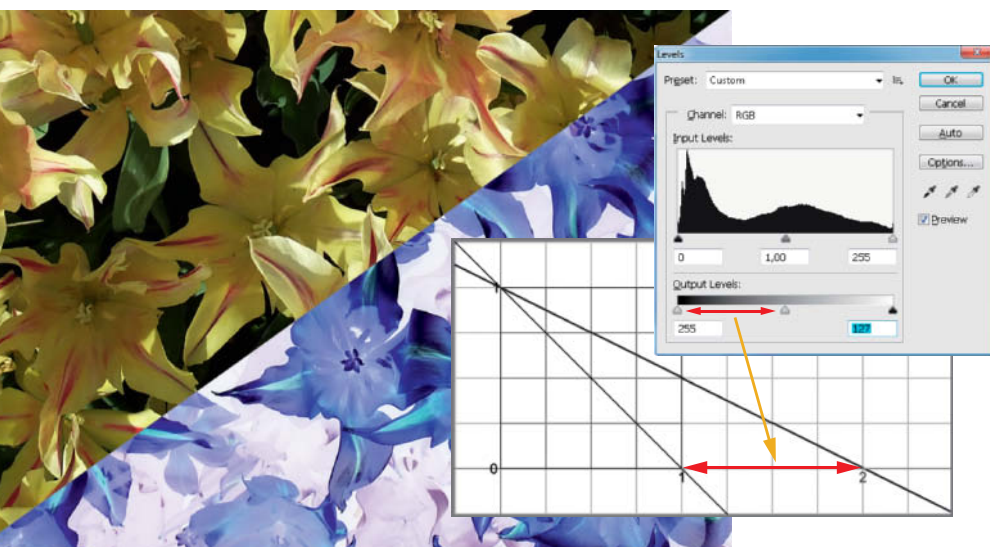 Levels
Preset: Custom
OK
Cancel
Auto
Options...
Preview
Channel: RGB
Input Levels:
0 1,00 255
Output Levels:
255 127
1
0
1
2